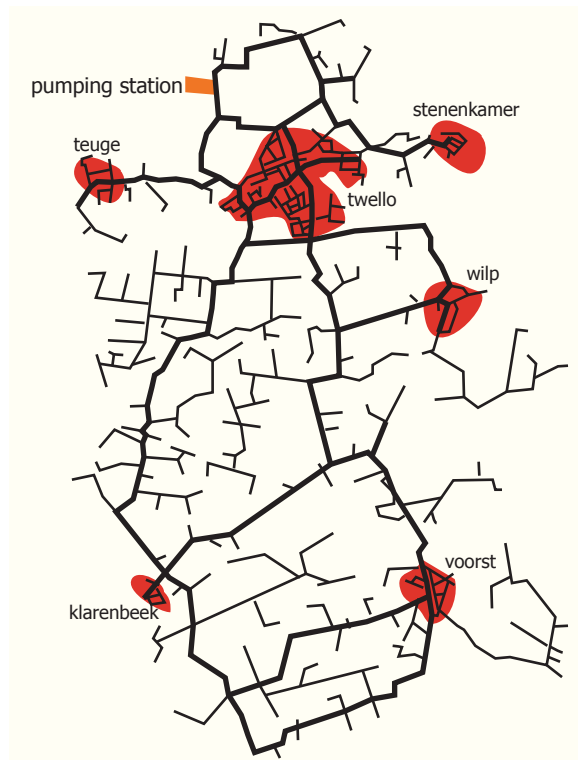 pumping station
stenenkamer
teuge
twello
wilp
voorst
klarenbeek